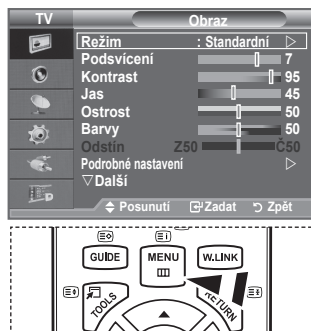 TV Obraz
Režim : Standardní
Podsvícení 7
Kontrast 95
Jas 45
Ostrost 50
Barvy 50
Odstín Z50 Č50
Podrobné nastavení
Další
Posunutí Zadat Zpět
GUIDE MENU W.LINK
TOOLS RETURN